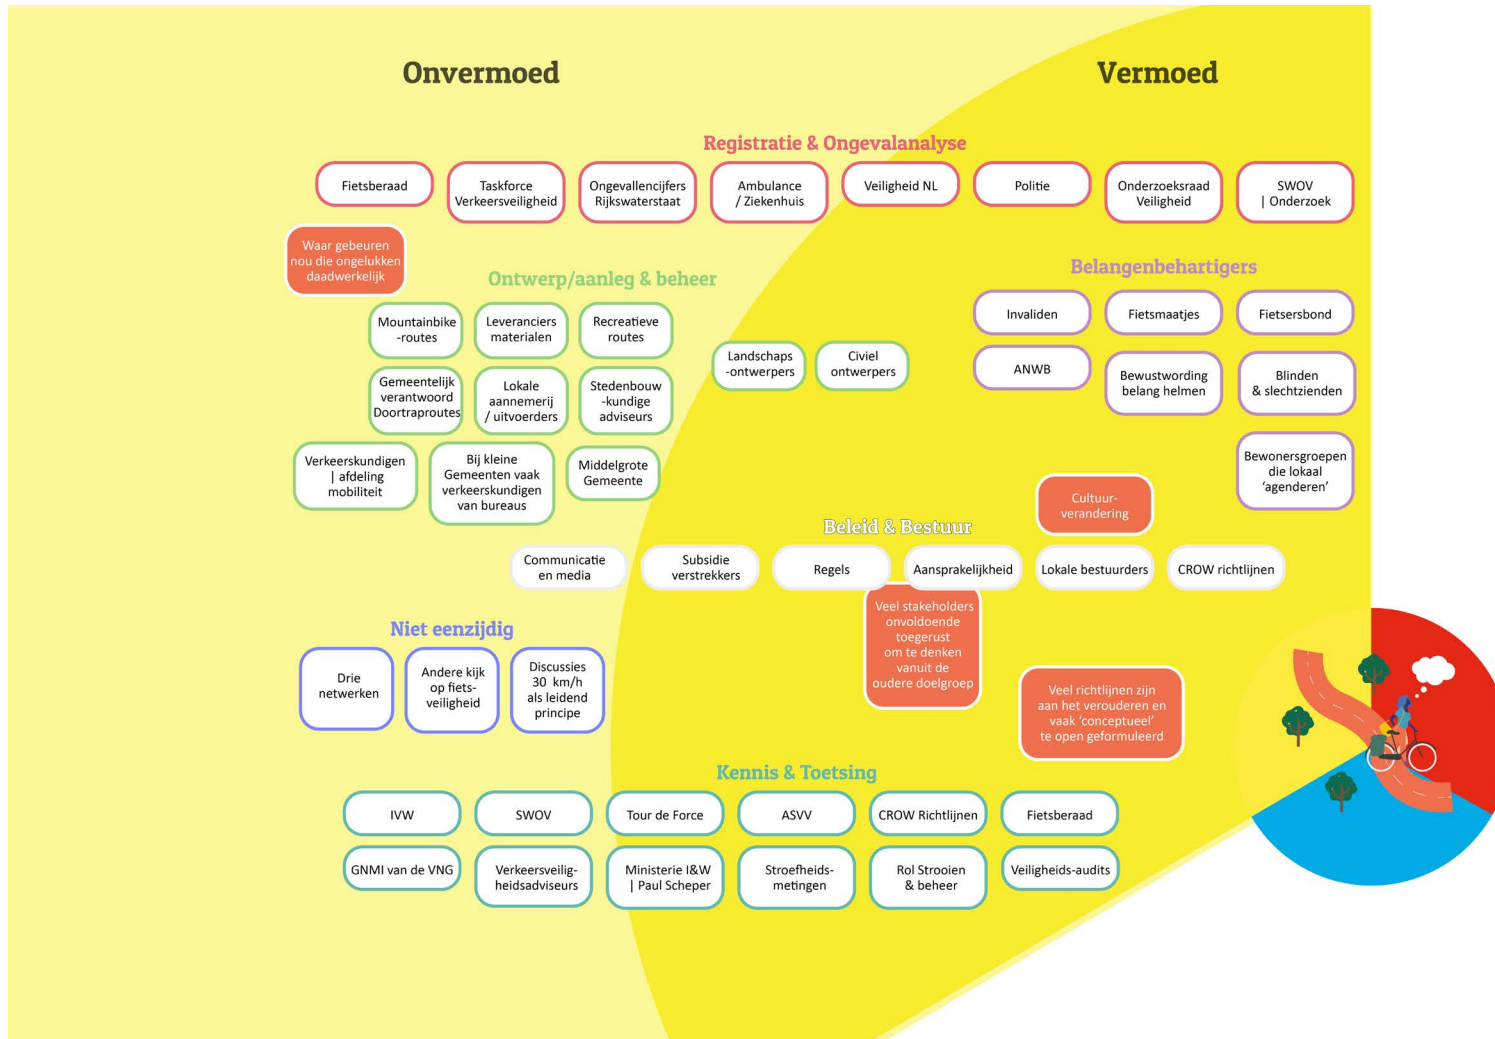 Onvermoed
Vermoed
Registratie & Ongevalanalyse
Fietsberaad
Taskforce
Verkeersveiligheid
Ongevallencijfers
Rijkswaterstaat
Ambulance
/ Ziekenhuis
Veiligheid NL
Politie
Onderzoeksraad
Veiligheid
SWOV
| Onderzoek
Waar gebeuren
nou die ongelukken
daadwerkelijk
Ontwerp/aanleg & beheer
Mountainbike
-routes
Leveranciers
materialen
Recreatieve
routes
Landschaps
-ontwerpers
Civiel
ontwerpers
Gemeentelijk
verantwoord
Doortraproutes
Lokale
aannemerij
/ uitvoerders
Stedenbouw
-kundige
adviseurs
Verkeerskundigen
| afdeling
mobiliteit
Bij kleine
Gemeenten vaak
verkeerskundigen
van bureaus
Middelgrote
Gemeente
Belangenbehartigers
Invaliden
Fietsmaatjes
Fietsersbond
ANWB
Bewustwording
belang helmen
Blinden
& slechtzienden
Bewonersgroepen
die lokaal
‘agenderen’
Cultuur-
verandering
Beleid & Bestuur
Communicatie
en media
Subsidie
verstrekkers
Regels
Aansprakelijkheid
Lokale bestuurders
CROW richtlijnen
Veel stakeholders
onvoldoende
toegerust
om te denken
vanuit de
oudere doelgroep
Veel richtlijnen zijn
aan het verouderen en
vaak ‘conceptueel’
te open geformuleerd
Niet eenzijdig
Drie
netwerken
Andere kijk
op fiets-
veiligheid
Discussies
30 km/h
als leidend
principe
Kennis & Toetsing
IVW
SWOV
Tour de Force
ASVV
CROW Richtlijnen
Fietsberaad
GNMI van de VNG
Verkeersveilig-
heidsadviseurs
Ministerie I&W
| Paul Scheper
Stroefheids-
metingen
Rol Strooien
& beheer
Veiligheids-audits